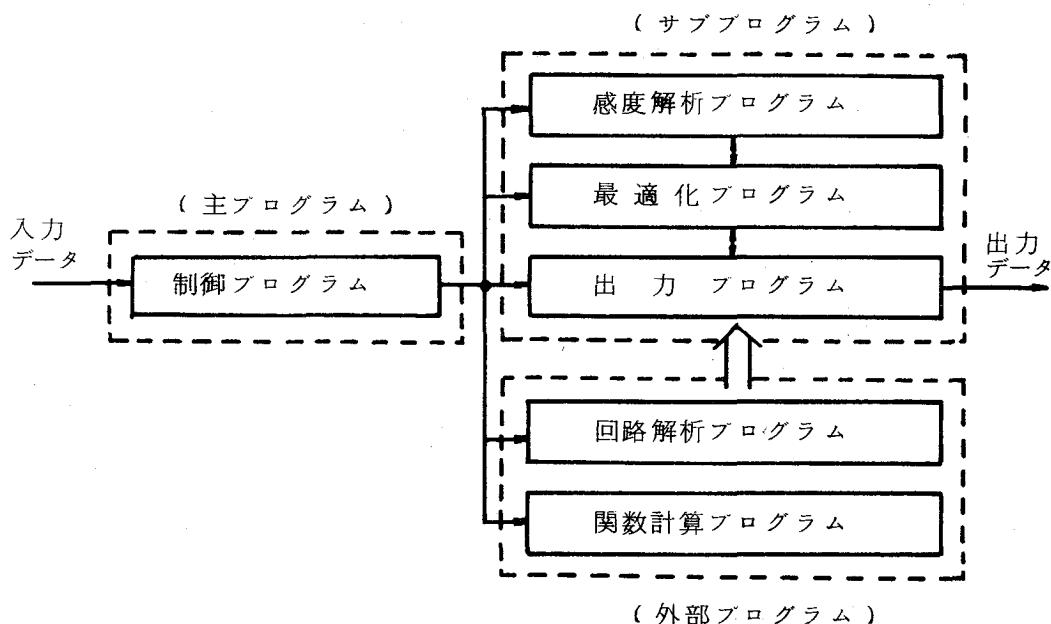 (サブプログラム)
感度解析プログラム
最適化プログラム
(主プログラム)
入力
データ
制御プログラム
出力プログラム
出力
データ
回路解析プログラム
関数計算プログラム
(外部プログラム)